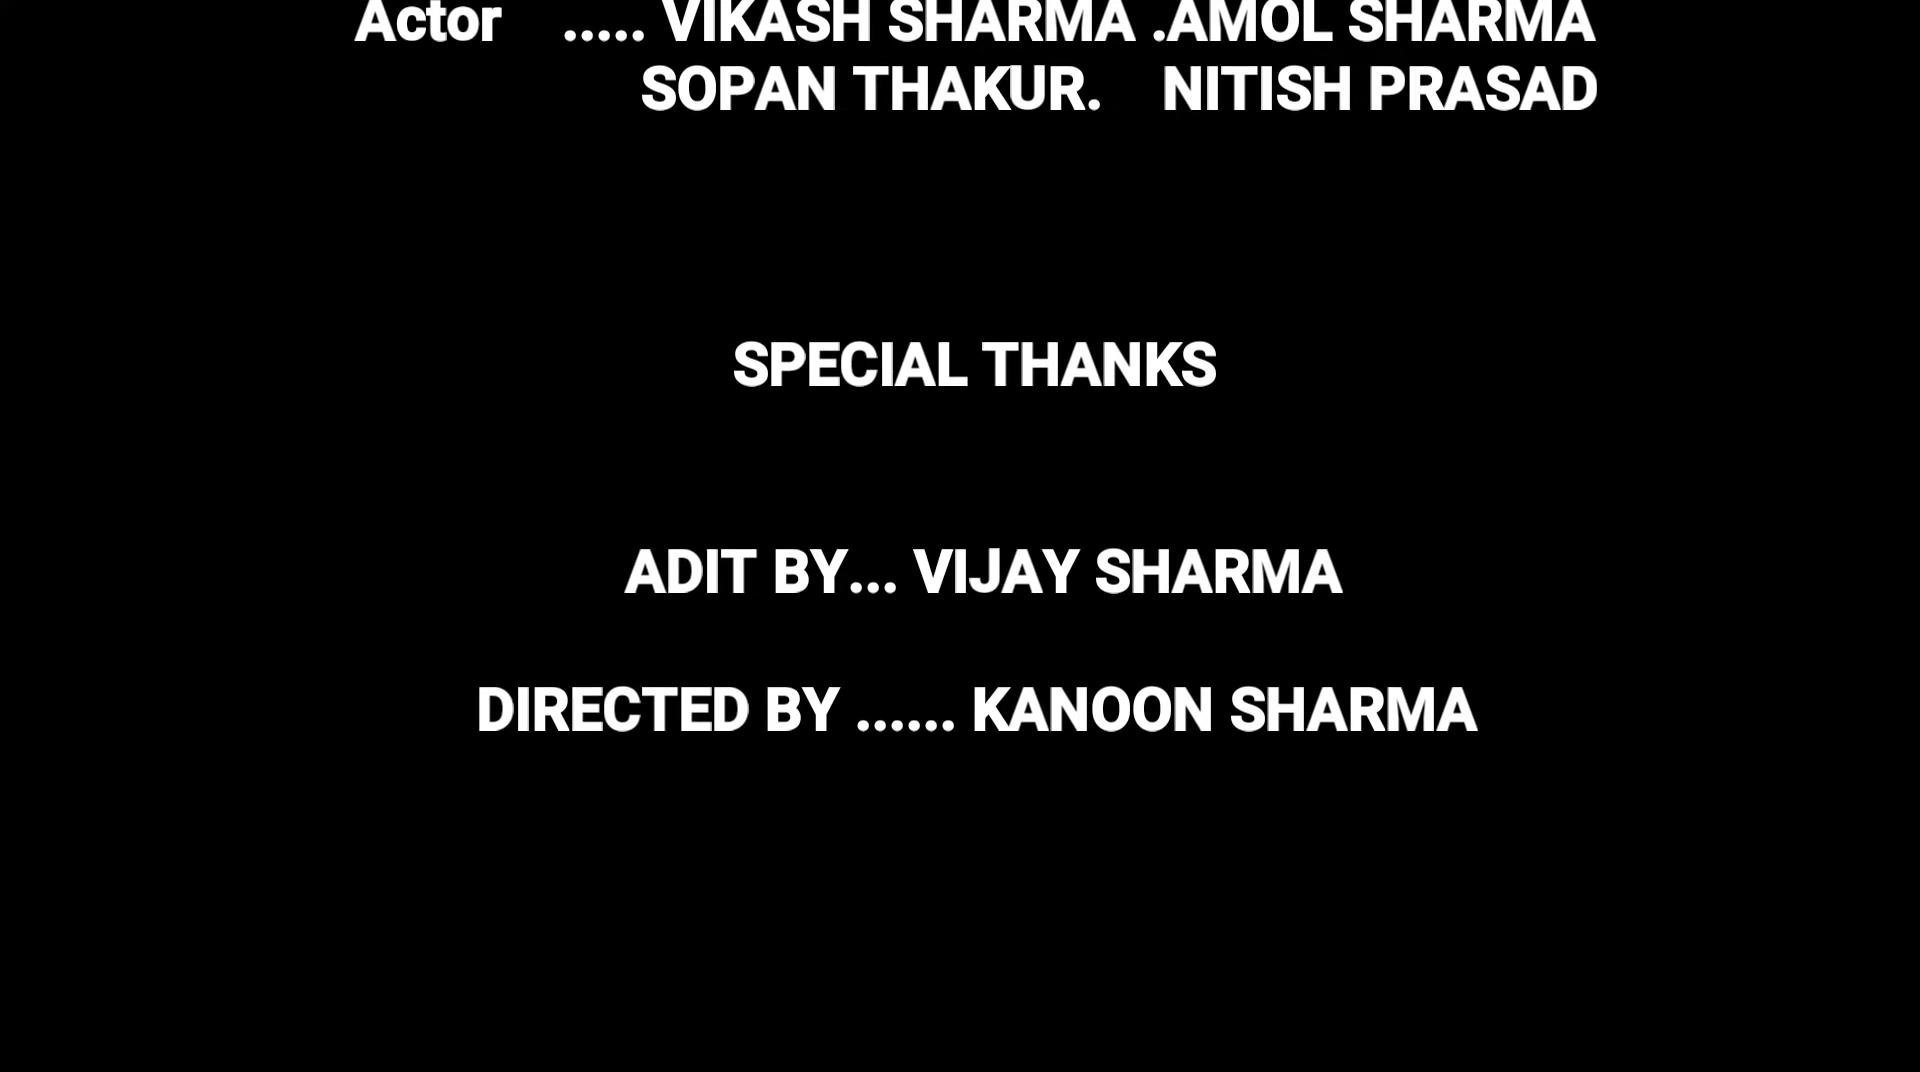 Actor ..... VIKASH SHARMA .AMOL SHARMA
SOPAN THAKUR. NITISH PRASAD
SPECIAL THANKS
ADIT BY... VIJAY SHARMA
DIRECTED BY ...... KANOON SHARMA